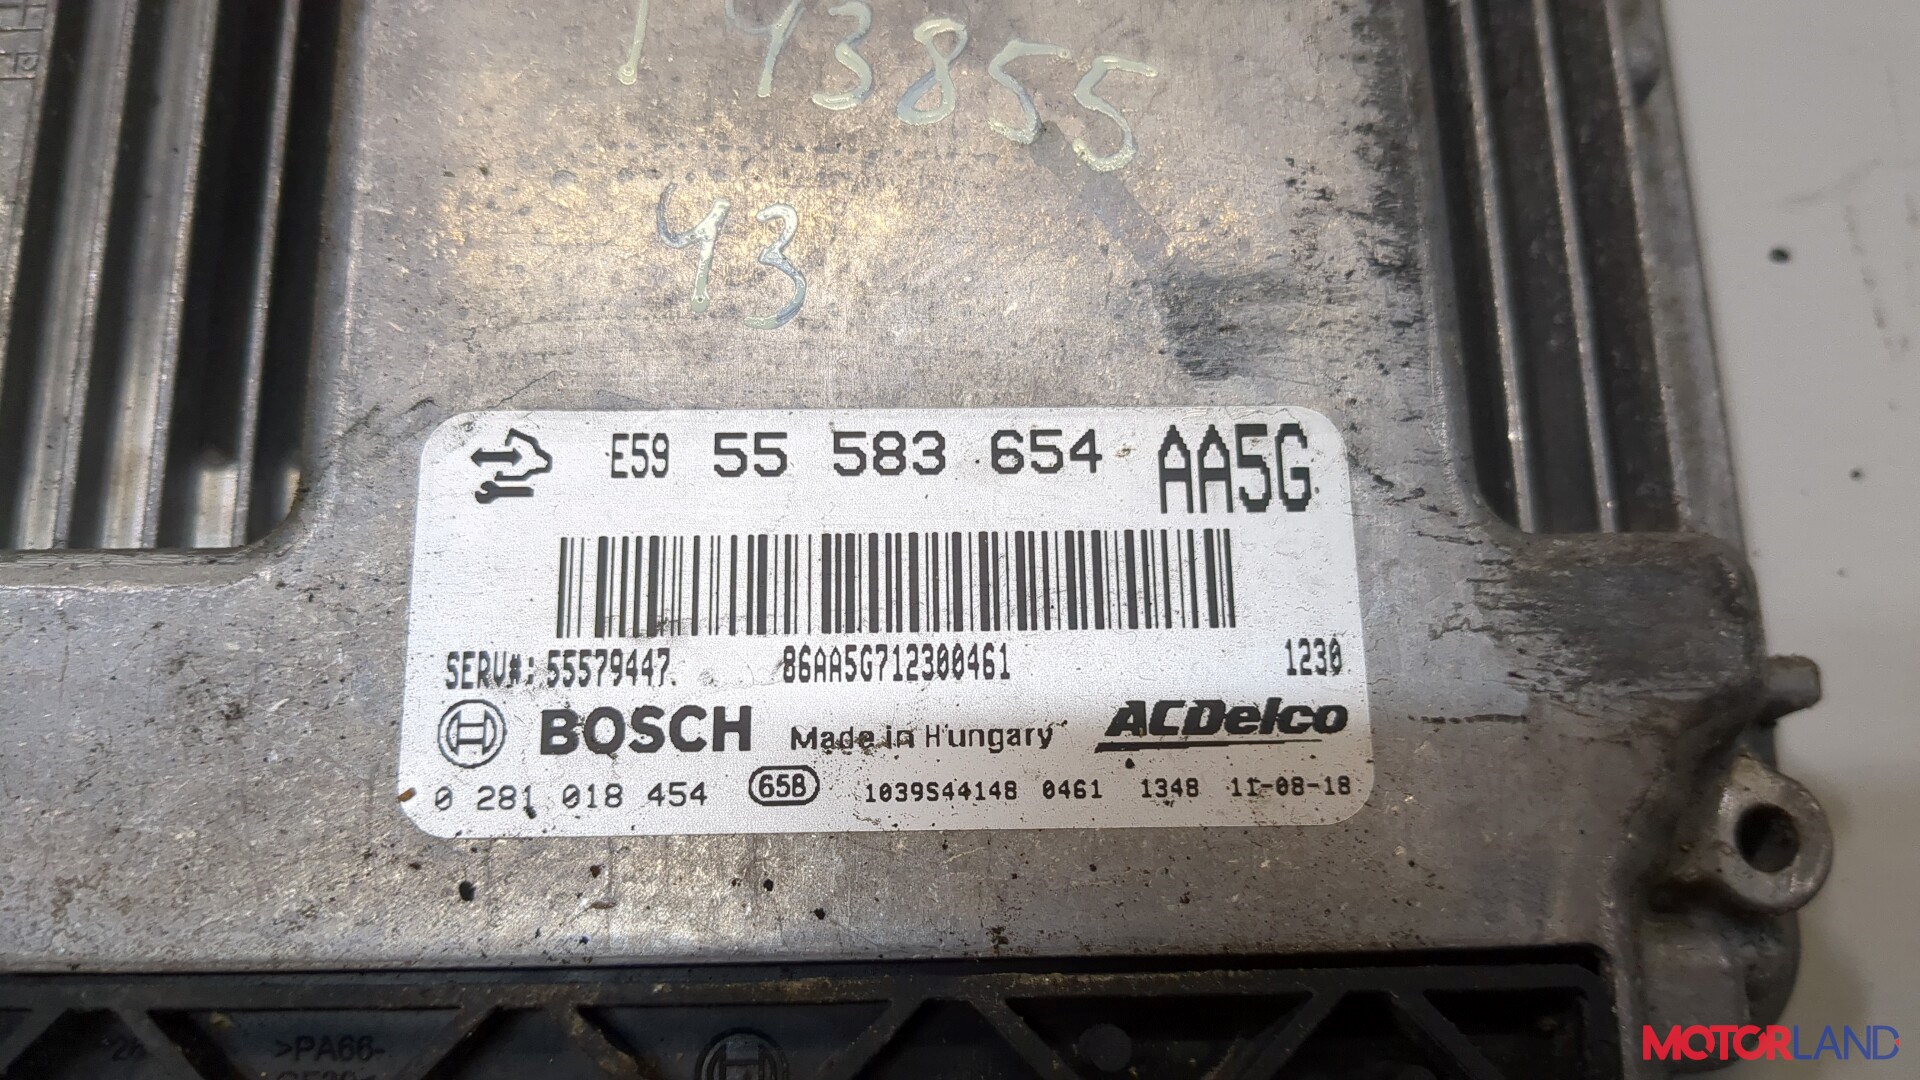 143855
43
E59 55 583 654 AA5G
SERV#: 55579447 86AA5G712300461 1230
BOSCH Made in Hungary ACDelco
0 281 018 454 65B 1039S44148 0461 1348 11-08-18
>PA66-
MOTORLAND